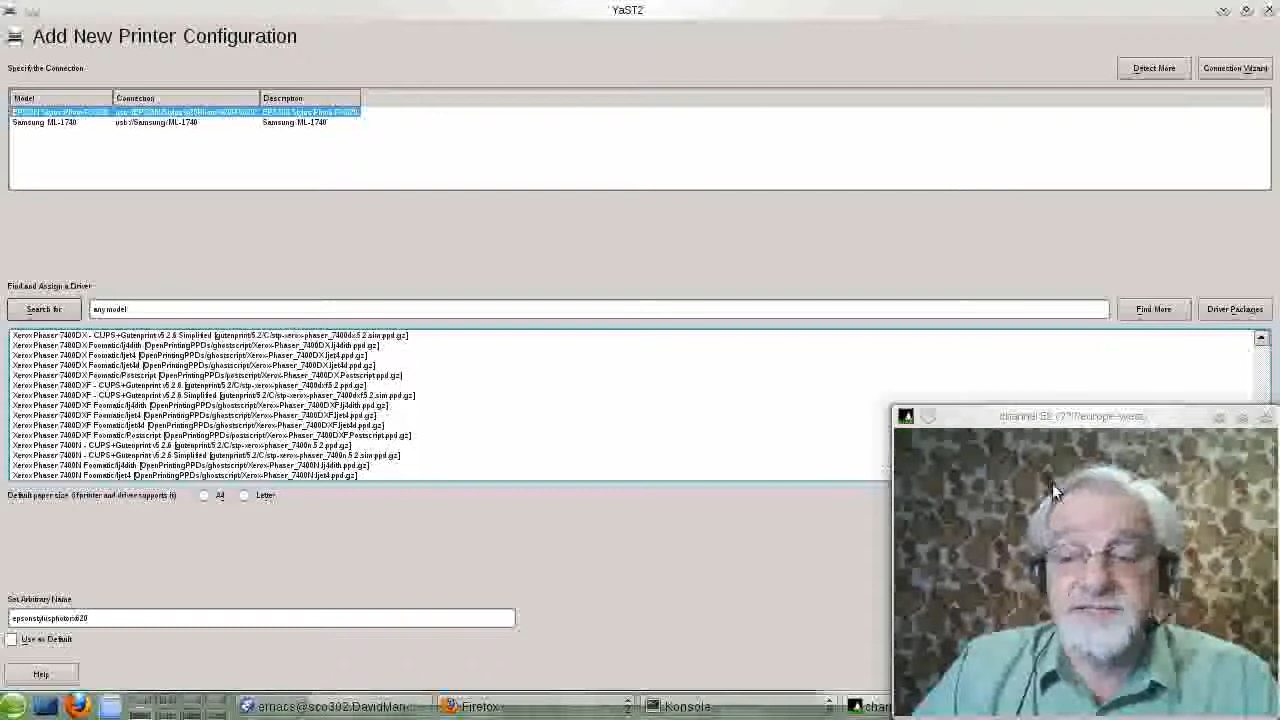 YaST2
Add New Printer Configuration
Specify the Connection
Detect More
Connection Wizard
Model Connection Description
Samsung ML-1740 usb://Samsung/ML-1740 Samsung ML-1740
Find and Assign a Driver
Search for
any model
Find More
Driver Packages
Xerox Phaser 7400DX - CUPS+Gutenprint v5.2.6 Simplified [gutenprint/5.2/C/stp-xerox-phaser_7400dx.5.2.sim.ppd.gz]
Xerox Phaser 7400DX Foomatic/lj4dith [OpenPrintingPPDs/ghostscript/Xerox-Phaser_7400DX.lj4dith.ppd.gz]
Xerox Phaser 7400DX Foomatic/ljet4 [OpenPrintingPPDs/ghostscript/Xerox-Phaser_7400DX.ljet4.ppd.gz]
Xerox Phaser 7400DX Foomatic/ljet4d [OpenPrintingPPDs/ghostscript/Xerox-Phaser_7400DX.ljet4d.ppd.gz]
Xerox Phaser 7400DX Foomatic/Postscript [OpenPrintingPPDs/postscript/Xerox-Phaser_7400DX.Postscript.ppd.gz]
Xerox Phaser 7400DXF - CUPS+Gutenprint v5.2.6 [gutenprint/5.2/C/stp-xerox-phaser_7400dxf.5.2.ppd.gz]
Xerox Phaser 7400DXF - CUPS+Gutenprint v5.2.6 Simplified [gutenprint/5.2/C/stp-xerox-phaser_7400dxf.5.2.sim.ppd.gz]
Xerox Phaser 7400DXF Foomatic/lj4dith [OpenPrintingPPDs/ghostscript/Xerox-Phaser_7400DXF.lj4dith.ppd.gz]
Xerox Phaser 7400DXF Foomatic/ljet4 [OpenPrintingPPDs/ghostscript/Xerox-Phaser_7400DXF.ljet4.ppd.gz]
Xerox Phaser 7400DXF Foomatic/ljet4d [OpenPrintingPPDs/ghostscript/Xerox-Phaser_7400DXF.ljet4d.ppd.gz]
Xerox Phaser 7400DXF Foomatic/Postscript [OpenPrintingPPDs/postscript/Xerox-Phaser_7400DXF.Postscript.ppd.gz]
Xerox Phaser 7400N - CUPS+Gutenprint v5.2.6 [gutenprint/5.2/C/stp-xerox-phaser_7400n.5.2.ppd.gz]
Xerox Phaser 7400N - CUPS+Gutenprint v5.2.6 Simplified [gutenprint/5.2/C/stp-xerox-phaser_7400n.5.2.sim.ppd.gz]
Xerox Phaser 7400N Foomatic/lj4dith [OpenPrintingPPDs/ghostscript/Xerox-Phaser_7400N.lj4dith.ppd.gz]
Xerox Phaser 7400N Foomatic/ljet4 [OpenPrintingPPDs/ghostscript/Xerox-Phaser_7400N.ljet4.ppd.gz]
Default paper size (if printer and driver supports it)
A4
Letter
Set Arbitrary Name
Use as Default
Help
emacs@sco302.DavidMan
Firefox
2
Konsole
chan